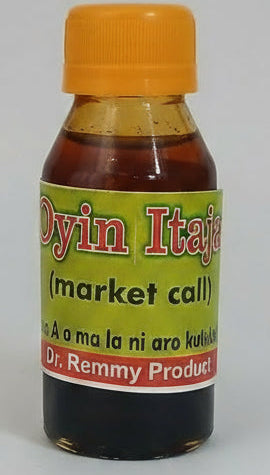 Oyin Itaja
(market call)
A o ma la ni aro
Dr. Remmy Product